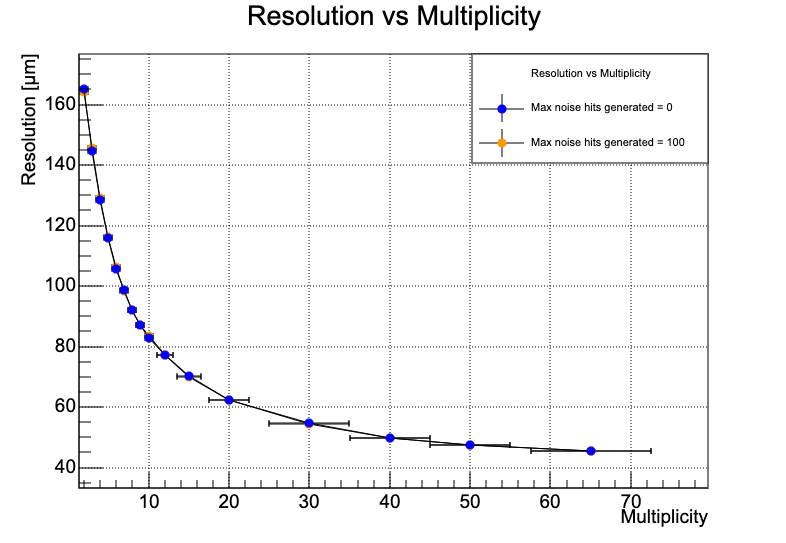 Resolution vs Multiplicity
Resolution [μm]
160
140
120
100
80
60
40
10 20 30 40 50 60 70
Multiplicity
Resolution vs Multiplicity
Max noise hits generated = 0
Max noise hits generated = 100